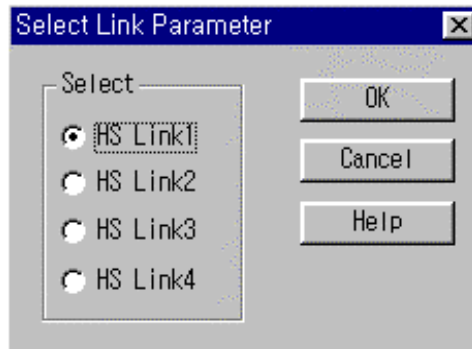 Select Link Parameter
Select
HS Link1
HS Link2
HS Link3
HS Link4
OK
Cancel
Help